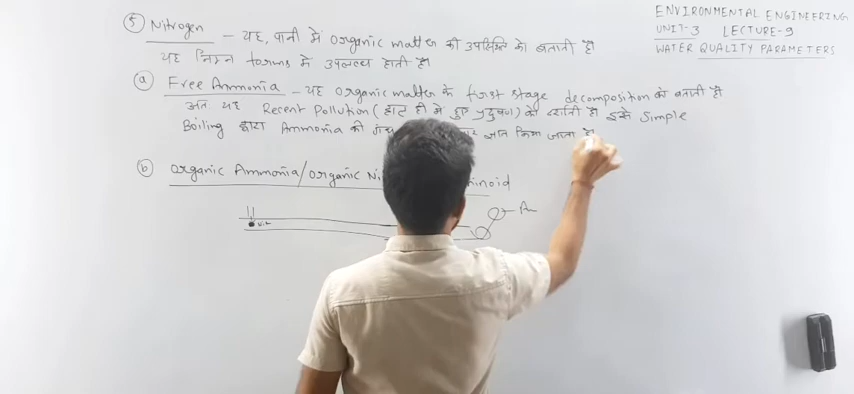 ENVIRONMENTAL ENGINEERING
UNIT-3 LECTURE-9
WATER QUALITY PARAMETERS
⑤ Nitrogen - यह, पानी में organic matter की उपस्थिति को बताती है।
यह निम्न forms में उपलब्ध होती है।
ⓐ Free Ammonia - यह organic matter के first stage decomposition को बताती है।
अतः यह Recent Pollution (हाल ही में हुए प्रदुषण) को दर्शाती है। इसे Simple
Boiling द्वारा Ammonia की ज्ञात किया जाता है
ⓑ Organic Ammonia/organic